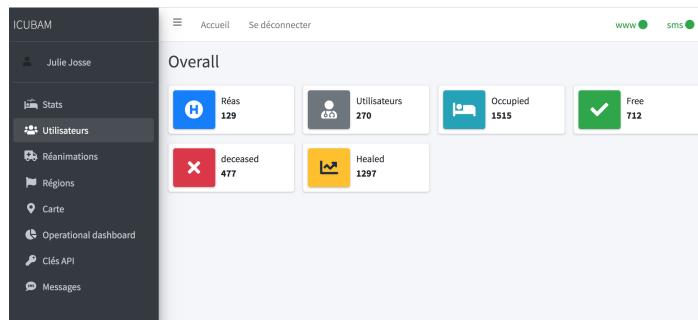 ICUBAM
Accueil Se déconnecter www sms
Julie Josse
Overall
Stats
Utilisateurs
Réanimations
Régions
Carte
Operational dashboard
Clés API
Messages
H
Réas
129
Utilisateurs
270
Occupied
1515
Free
712
deceased
477
Healed
1297